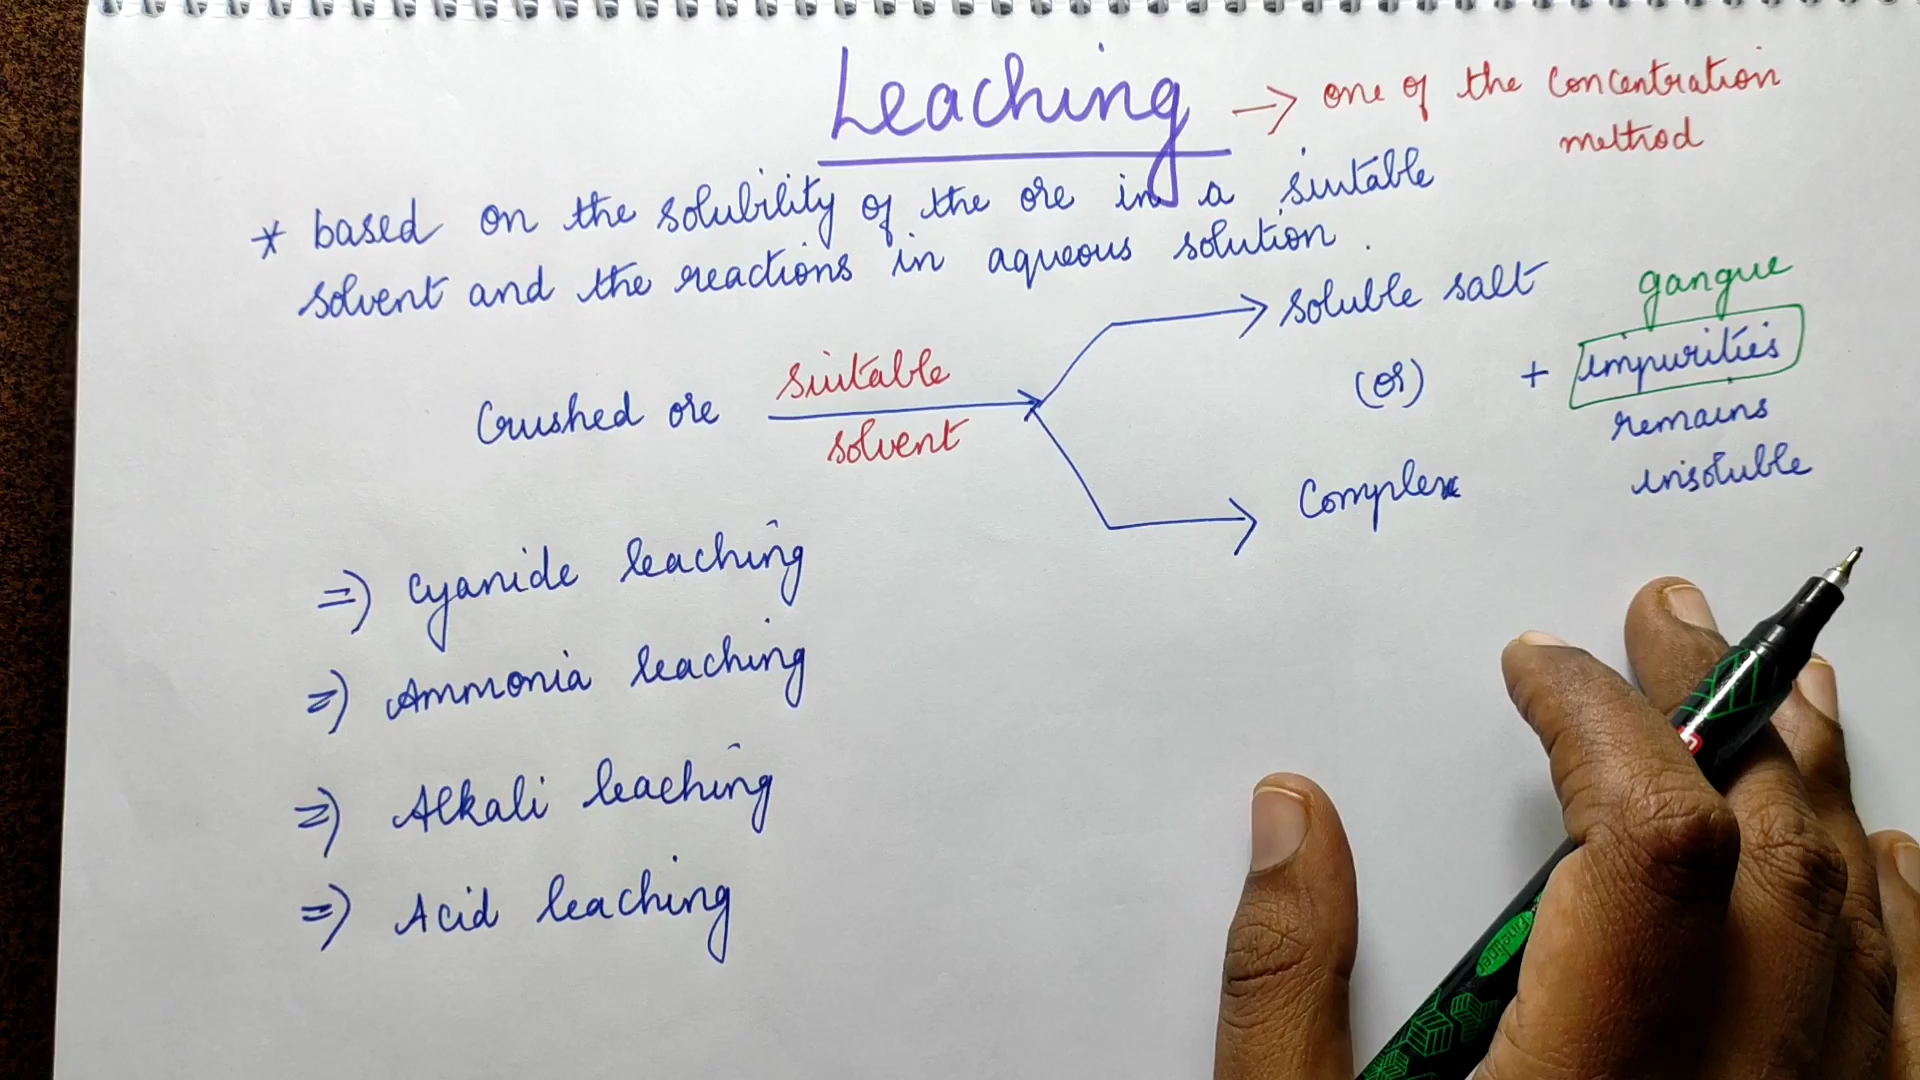 Leaching → one of the concentration
method
* based on the solubility of the ore in a suitable
solvent and the reactions in aqueous solution.
gangue
soluble salt
Crushed ore suitable solvent (or) + impurities
remains
insoluble
Complex
⇒) Cyanide leaching
⇒) Ammonia leaching
⇒) Alkali leaching
⇒) Acid leaching
Fineliner